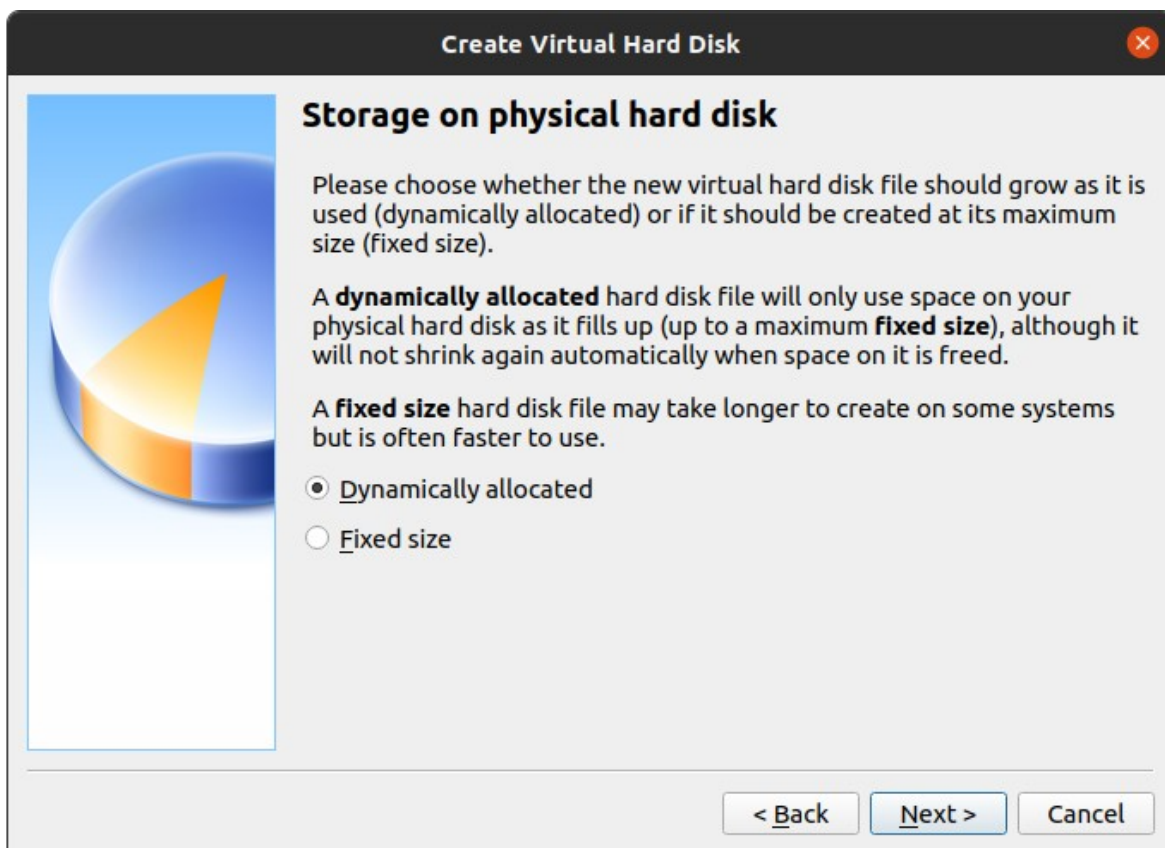 Create Virtual Hard Disk
Storage on physical hard disk
Please choose whether the new virtual hard disk file should grow as it is
used (dynamically allocated) or if it should be created at its maximum
size (fixed size).
A dynamically allocated hard disk file will only use space on your
physical hard disk as it fills up (up to a maximum fixed size), although it
will not shrink again automatically when space on it is freed.
A fixed size hard disk file may take longer to create on some systems
but is often faster to use.
Dynamically allocated
Fixed size
< Back Next > Cancel